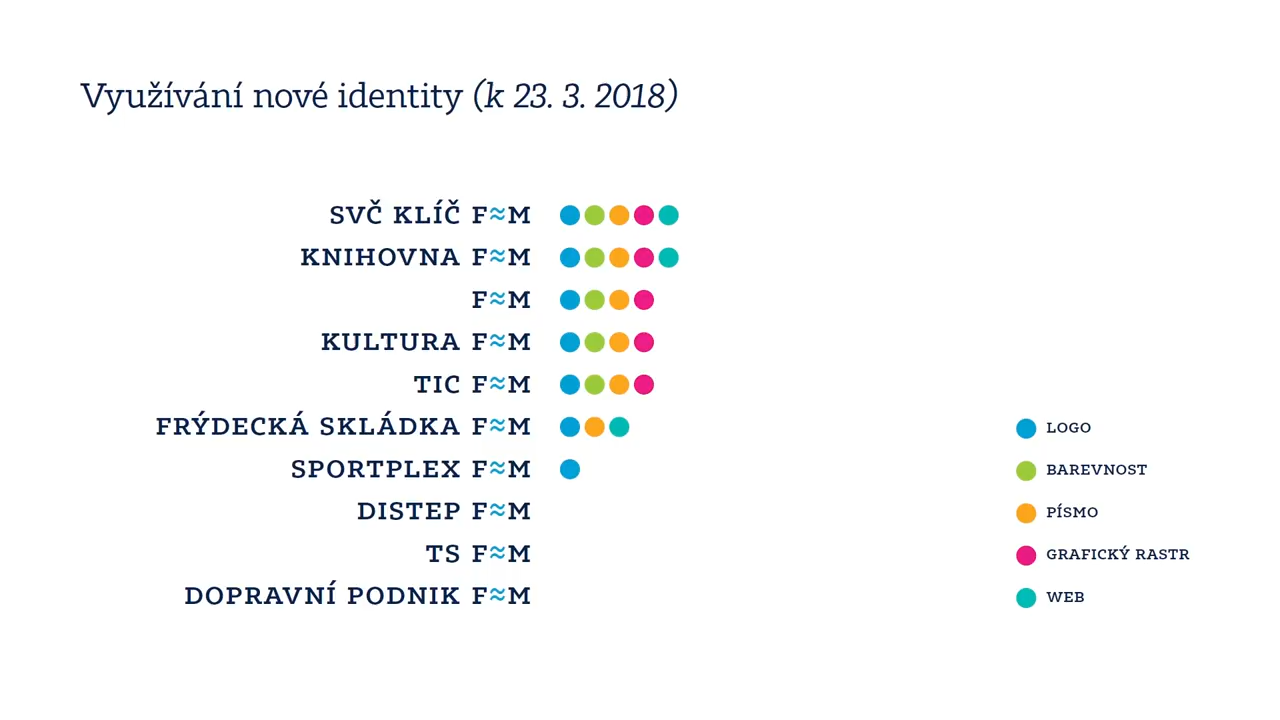 Využívání nové identity (k 23. 3. 2018)
SVČ KLÍČ F≈M
KNIHOVNA F≈M
F≈M
KULTURA F≈M
TIC F≈M
FRÝDECKÁ SKLÁDKA F≈M
SPORTPLEX F≈M
DISTEP F≈M
TS F≈M
DOPRAVNÍ PODNIK F≈M
LOGO
BAREVNOST
PÍSMO
GRAFICKÝ RASTR
WEB